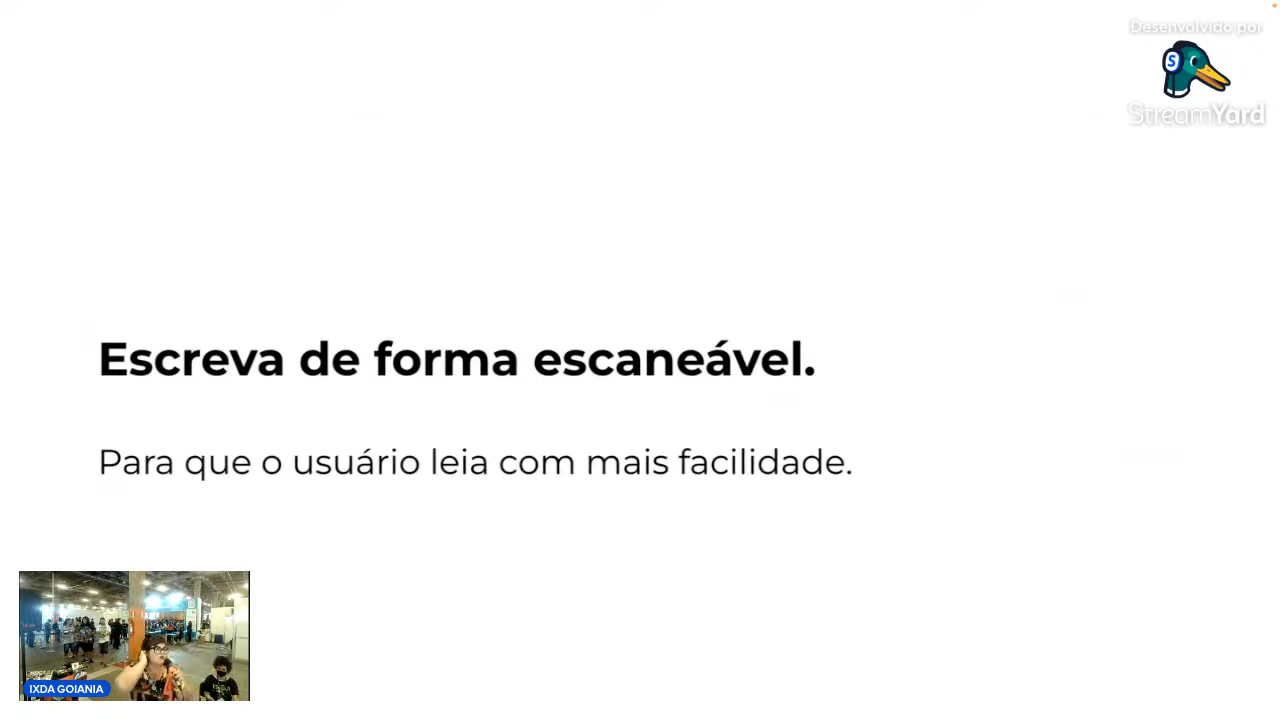 Desenvolvido por
S
StreamYard
Escreva de forma escaneável.
Para que o usuário leia com mais facilidade.
IXDA GOIANIA